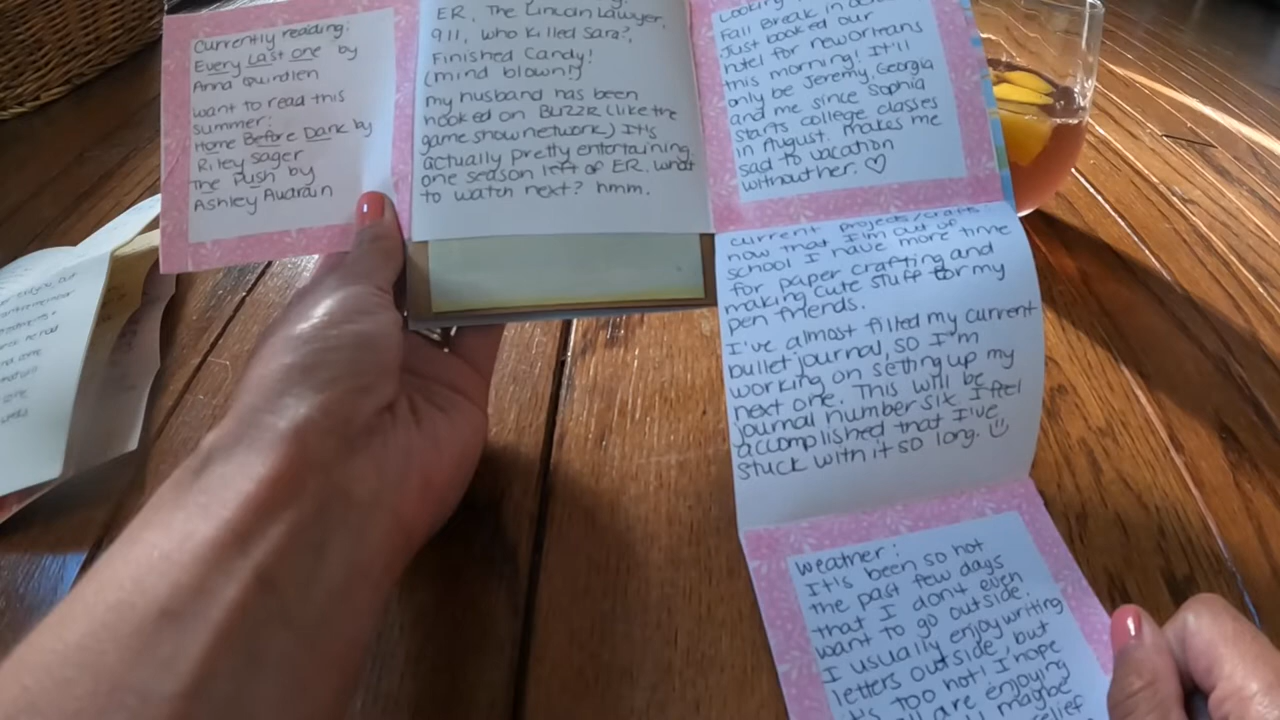 Currently reading:
Every Last One by
Anna Quindlen
want to read this
summer:
Home Before Dark by
Riley Sager
The Push by
Ashley Audrain
ER, The Lincoln Lawyer,
911, Who Killed Sara?,
Finished Candy!
(mind blown!)
my husband has been
hooked on BUZZR (like the
game show network) It's
actually pretty entertaining.
one season left of ER. what
to watch next? hmm.
Looking
Fall Break in
Just booked our
hotel for new orleans
this morning! It'll
only be Jeremy, Georgia
and me since Sophia
starts college classes
in August. makes me
sad to vacation
without her. ♡
current projects/crafts
now that I'm out of
school I have more time
for paper crafting and
making cute stuff for my
pen friends.
I've almost filled my current
bullet journal, so I'm
working on setting up my
next one. This will be
journal number six. I feel
accomplished that I've
stuck with it so long. ☺
weather:
It's been so hot
the past few days
that I don't even
want to go outside.
I usually enjoy writing
letters outside, but
it's too hot! I hope
all are enjoying
maybe
relief